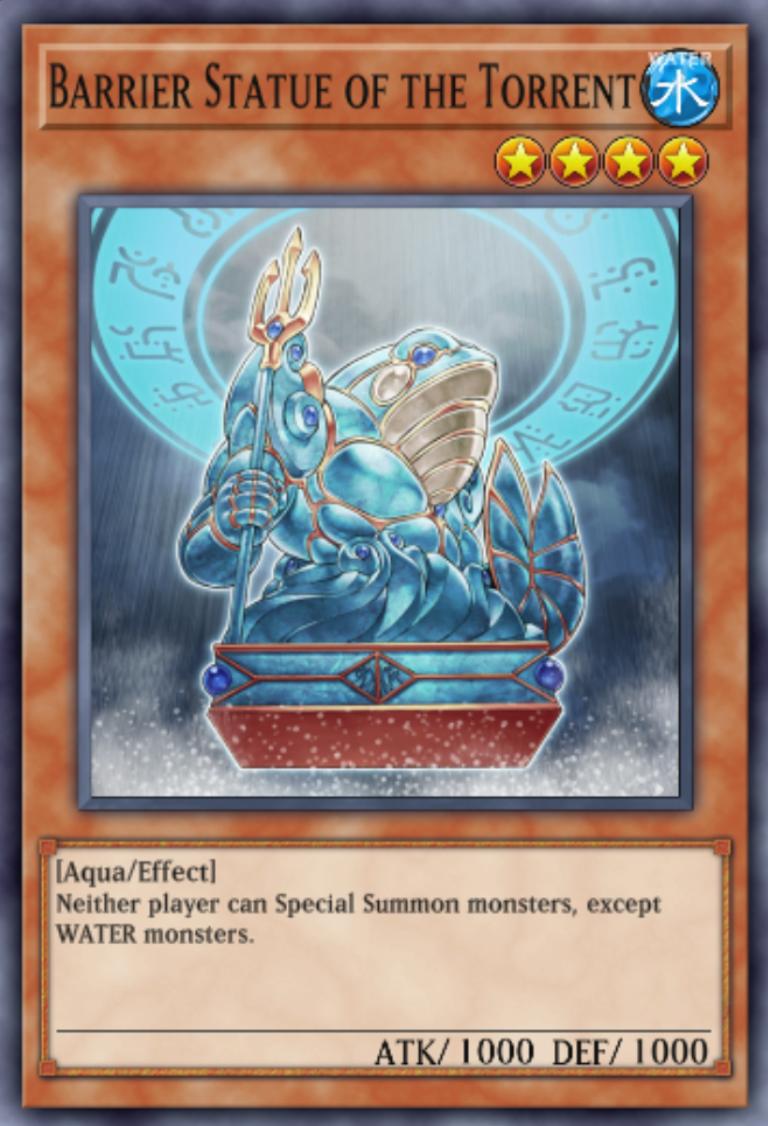 Barrier Statue of the Torrent
WATER
水
[Aqua/Effect]
Neither player can Special Summon monsters, except
WATER monsters.
ATK/ 1000 DEF/ 1000